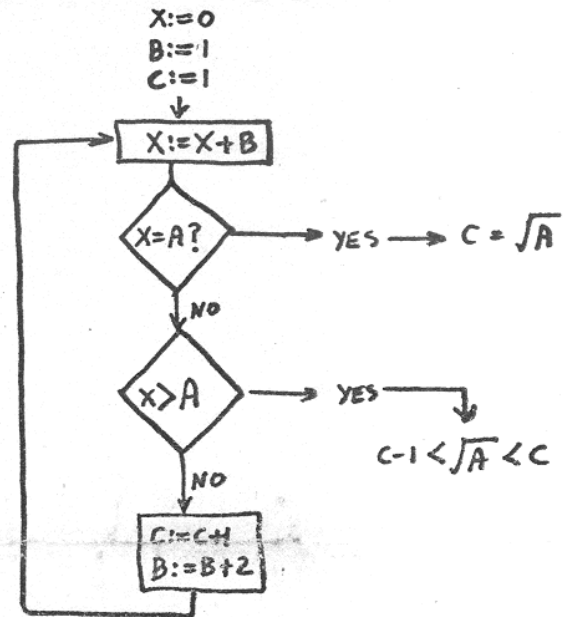 X:=0
B:=1
C:=1
X:=X+B
X=A?
YES
C = √A
NO
X>A
YES
C-1 < √A < C
NO
C:=C+1
B:=B+2